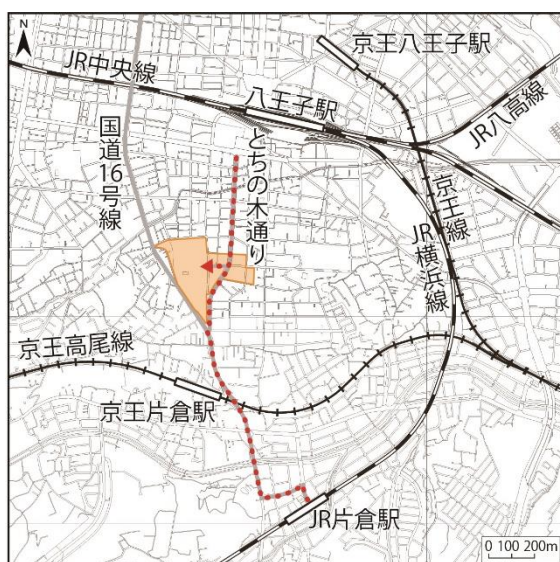 N
京王八王子駅
JR中央線
八王子駅
JR八高線
国道16号線
とちの木通り
京王線
JR横浜線
京王高尾線
京王片倉駅
JR片倉駅
0 100 200m